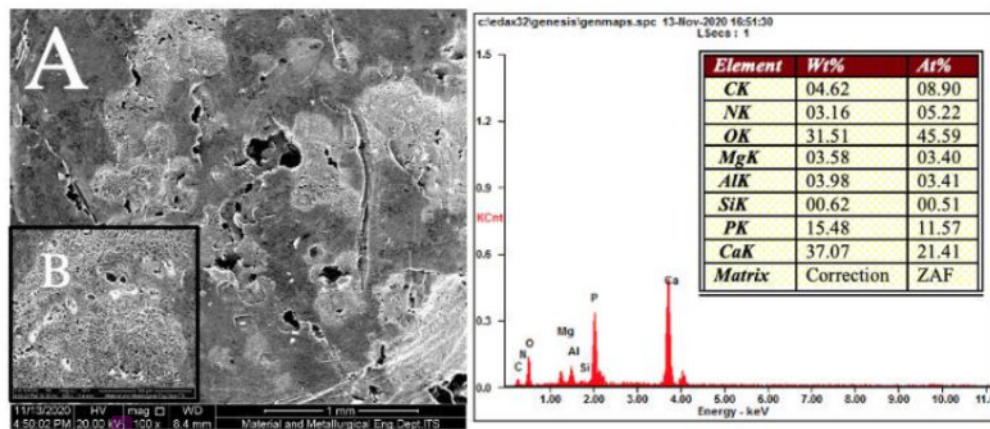 A
B
11/13/2020 HV mag □ WD
4:50:02 PM 20.00 kV 100 x 8.4 mm
1 mm
Material and Metallurgical Eng.Dept.ITS
c:\edax32\genesis\genmaps.spc 13-Nov-2020 16:51:30
LSecs : 1
Element Wt% At%
CK 04.62 08.90
NK 03.16 05.22
OK 31.51 45.59
MgK 03.58 03.40
AlK 03.98 03.41
SiK 00.62 00.51
PK 15.48 11.57
CaK 37.07 21.41
Matrix Correction ZAF
1.5
1.2
0.9
KCnt
0.6
0.3
0.0
C N O Mg Al Si P Ca
1.00 2.00 3.00 4.00 5.00 6.00 7.00 8.00 9.00 10.00
Energy - keV